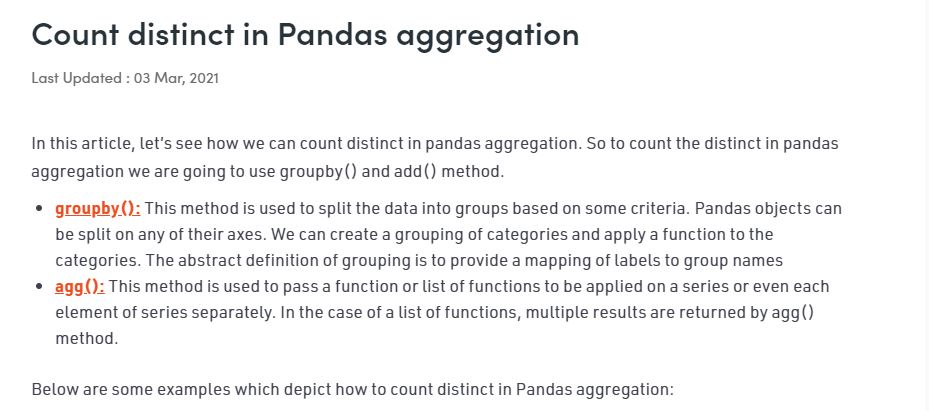 Count distinct in Pandas aggregation
Last Updated : 03 Mar, 2021
In this article, let's see how we can count distinct in pandas aggregation. So to count the distinct in pandas
aggregation we are going to use groupby() and add() method.
• groupby(): This method is used to split the data into groups based on some criteria. Pandas objects can
be split on any of their axes. We can create a grouping of categories and apply a function to the
categories. The abstract definition of grouping is to provide a mapping of labels to group names
• agg(): This method is used to pass a function or list of functions to be applied on a series or even each
element of series separately. In the case of a list of functions, multiple results are returned by agg()
method.
Below are some examples which depict how to count distinct in Pandas aggregation: